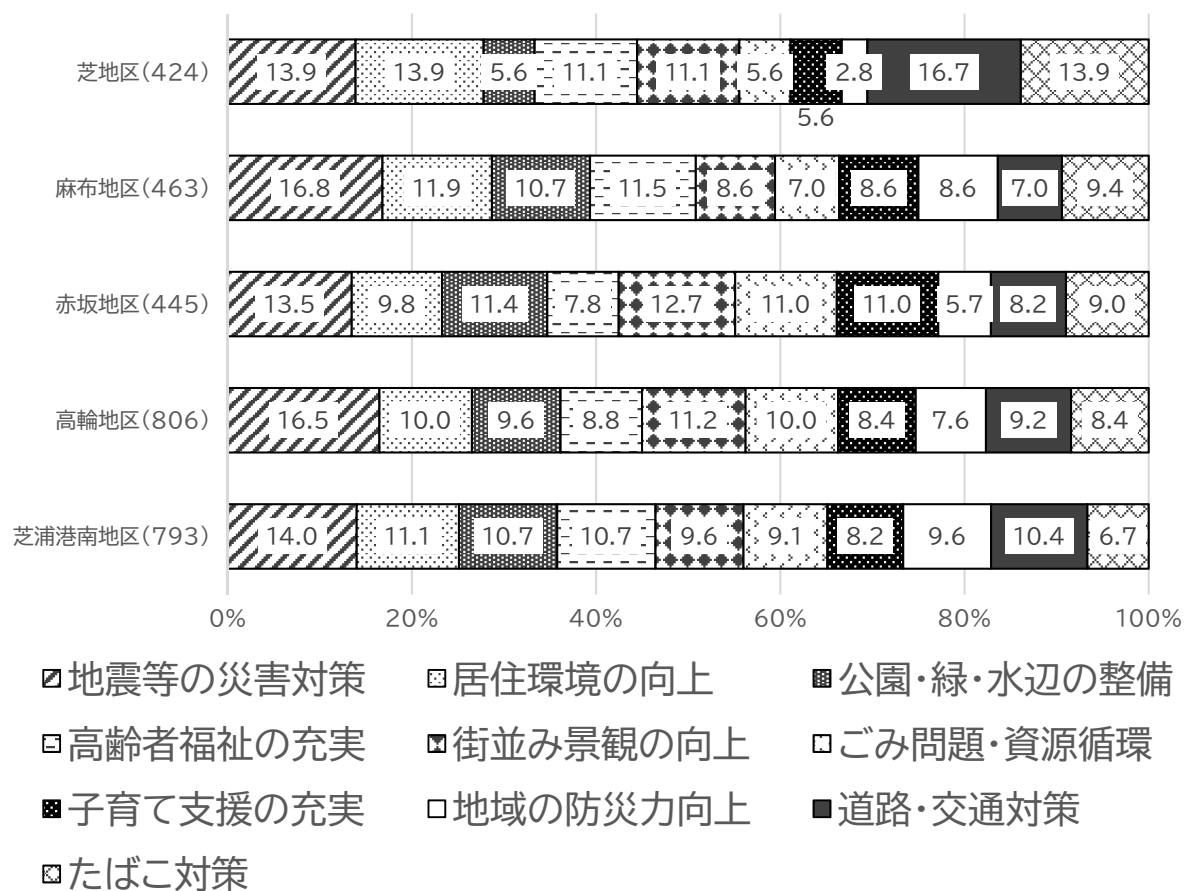 芝地区(424) 13.9 13.9 5.6 11.1 11.1 5.6 2.8 16.7 13.9
5.6
麻布地区(463) 16.8 11.9 10.7 11.5 8.6 7.0 8.6 8.6 7.0 9.4
赤坂地区(445) 13.5 9.8 11.4 7.8 12.7 11.0 11.0 5.7 8.2 9.0
高輪地区(806) 16.5 10.0 9.6 8.8 11.2 10.0 8.4 7.6 9.2 8.4
芝浦港南地区(793) 14.0 11.1 10.7 10.7 9.6 9.1 8.2 9.6 10.4 6.7
0% 20% 40% 60% 80% 100%
地震等の災害対策 居住環境の向上 公園・緑・水辺の整備
高齢者福祉の充実 街並み景観の向上 ごみ問題・資源循環
子育て支援の充実 地域の防災力向上 道路・交通対策
たばこ対策